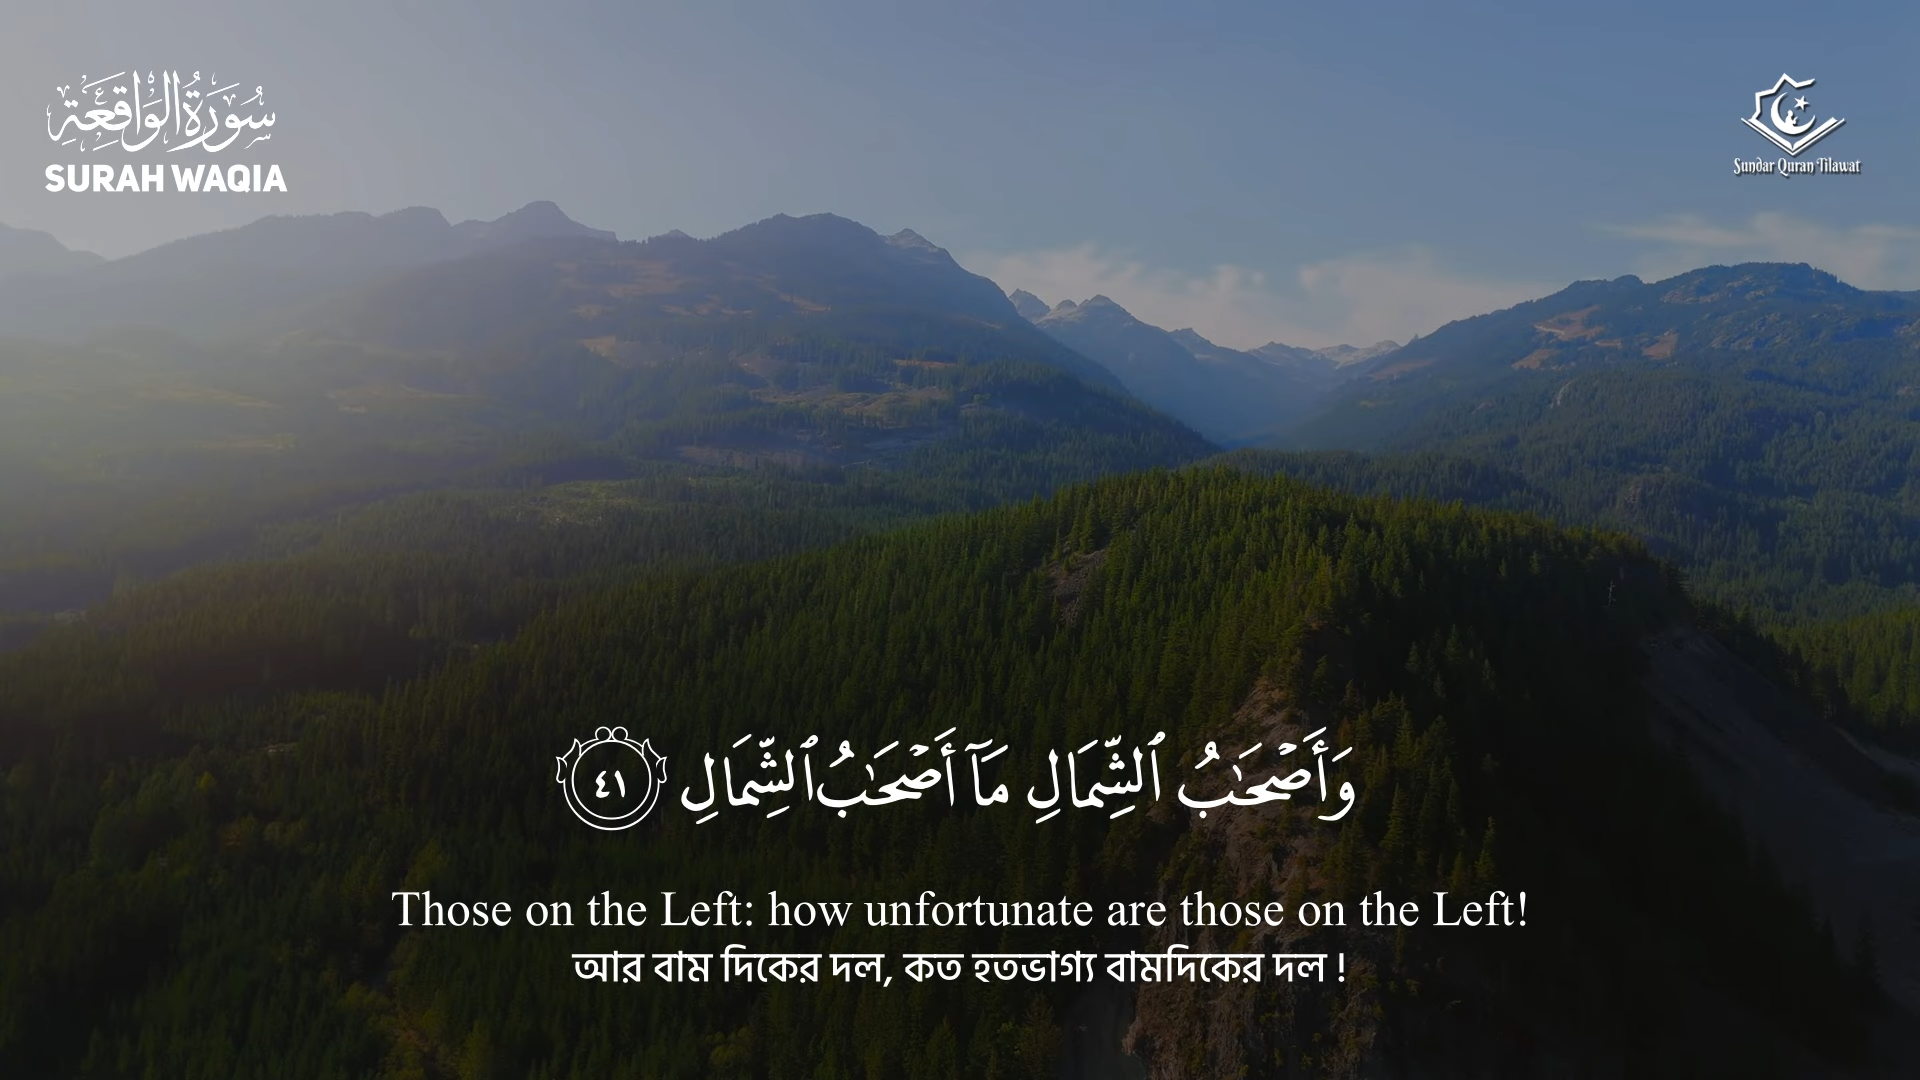 سُورَةُ الْوَاقِعَةِ
SURAH WAQIA
Sundar Quran Tilawat
وَأَصْحَٰبُ ٱلشِّمَالِ مَآ أَصْحَٰبُ ٱلشِّمَالِ ٤١
Those on the Left: how unfortunate are those on the Left!
আর বাম দিকের দল, কত হতভাগ্য বামদিকের দল !